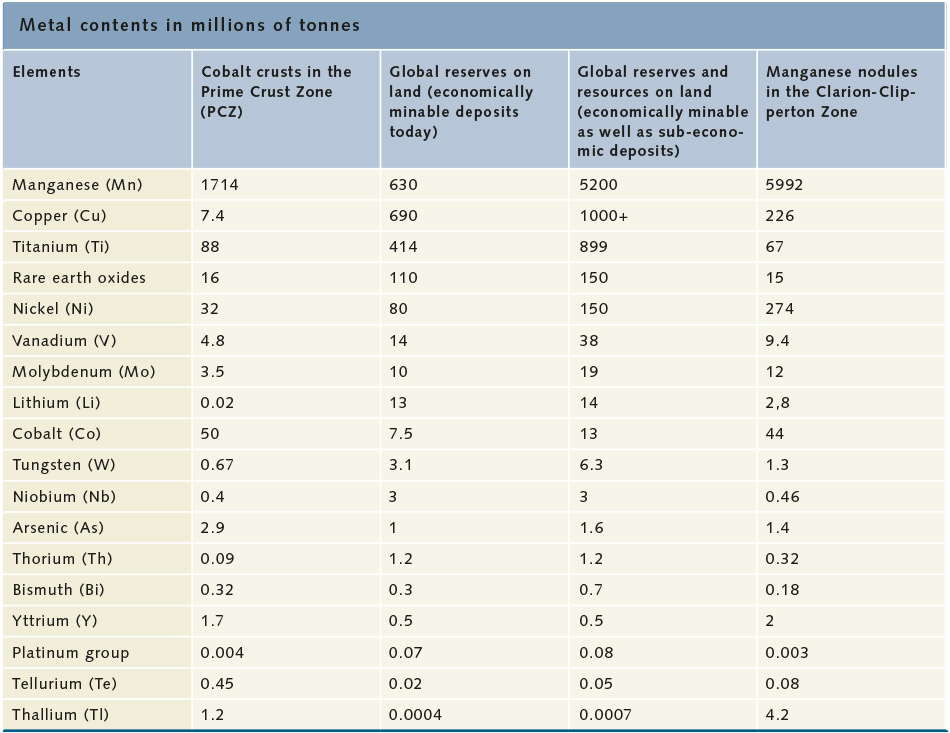 Metal contents in millions of tonnes
Elements
Cobalt crusts in the
Prime Crust Zone
(PCZ)
Global reserves on
land (economically
minable deposits
today)
Global reserves and
resources on land
(economically minable
as well as sub-econo-
mic deposits)
Manganese nodules
in the Clarion-Clip-
perton Zone
Manganese (Mn) 1714 630 5200 5992
Copper (Cu) 7.4 690 1000+ 226
Titanium (Ti) 88 414 899 67
Rare earth oxides 16 110 150 15
Nickel (Ni) 32 80 150 274
Vanadium (V) 4.8 14 38 9.4
Molybdenum (Mo) 3.5 10 19 12
Lithium (Li) 0.02 13 14 2,8
Cobalt (Co) 50 7.5 13 44
Tungsten (W) 0.67 3.1 6.3 1.3
Niobium (Nb) 0.4 3 3 0.46
Arsenic (As) 2.9 1 1.6 1.4
Thorium (Th) 0.09 1.2 1.2 0.32
Bismuth (Bi) 0.32 0.3 0.7 0.18
Yttrium (Y) 1.7 0.5 0.5 2
Platinum group 0.004 0.07 0.08 0.003
Tellurium (Te) 0.45 0.02 0.05 0.08
Thallium (Tl) 1.2 0.0004 0.0007 4.2